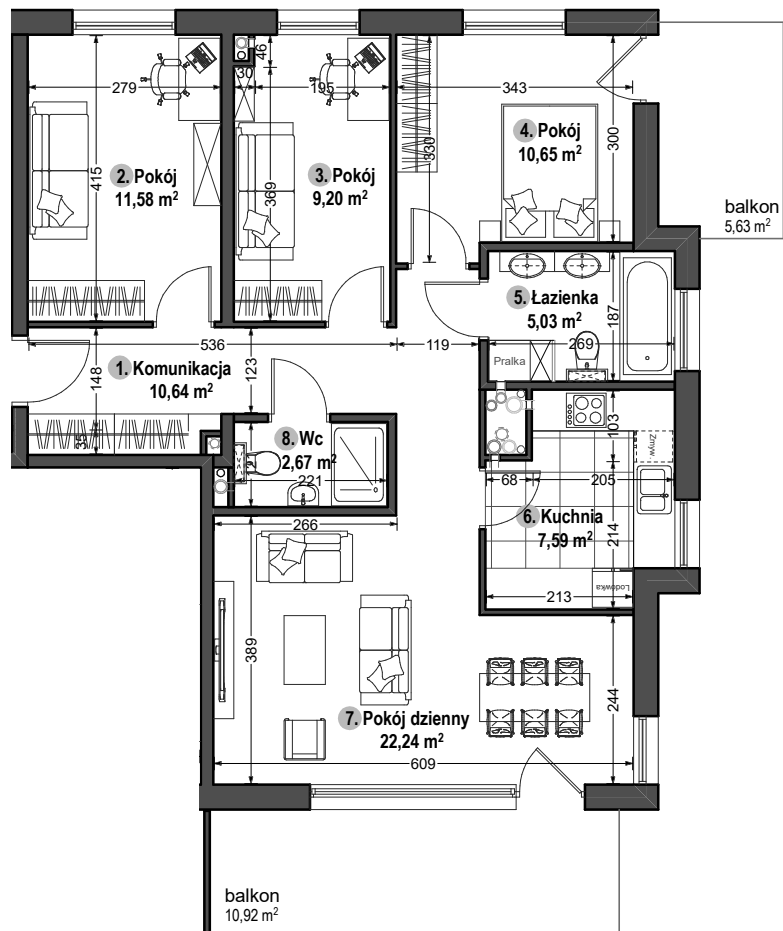 46
30
279
195
343
4. Pokój
10,65 m²
300
330
balkon
5,63 m²
2. Pokój
11,58 m²
3. Pokój
9,20 m²
415
369
5. Łazienka
5,03 m²
187
536
119
269
Pralka
1. Komunikacja
10,64 m²
148
123
35
103
Zmyw.
8. Wc
2,67 m²
221
68
205
6. Kuchnia
7,59 m²
214
266
213
Lodówka
389
244
7. Pokój dzienny
22,24 m²
609
balkon
10,92 m²